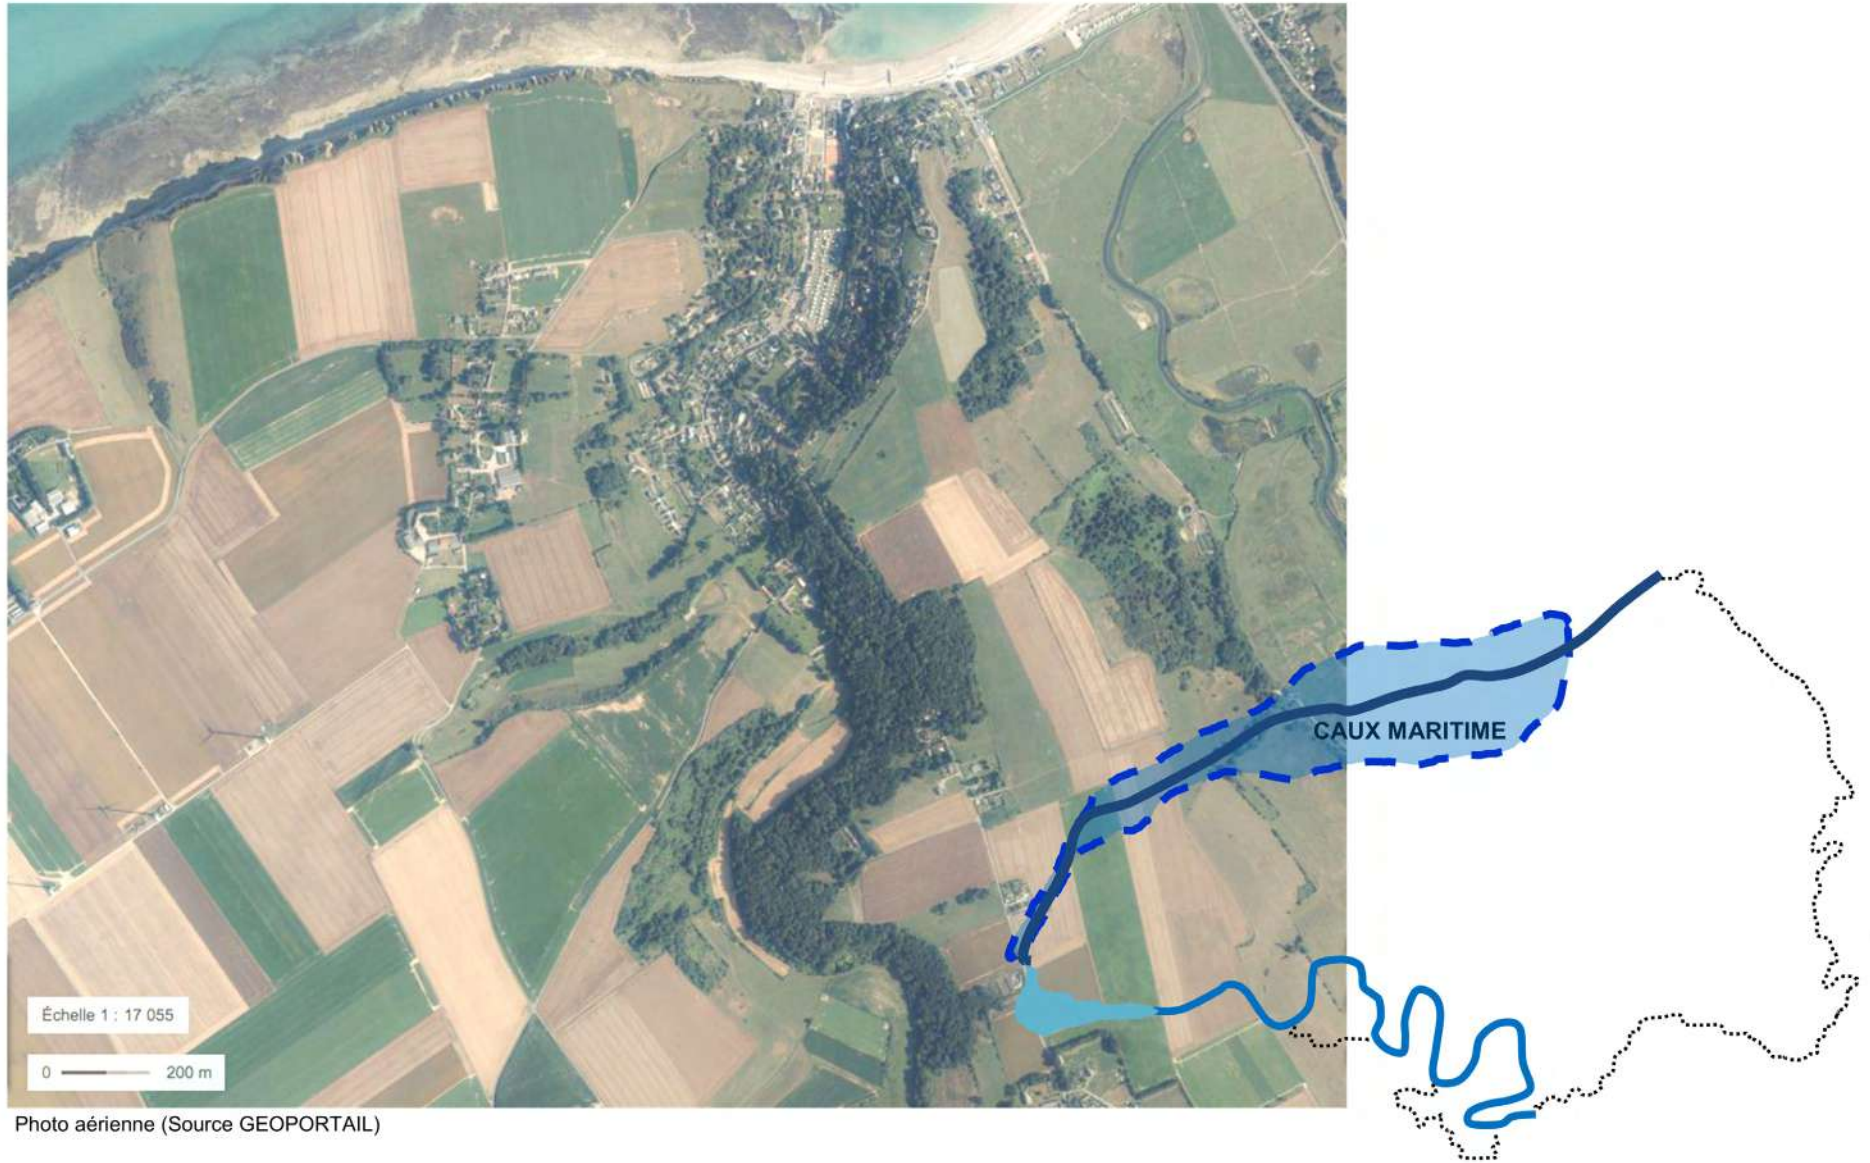 CAUX MARITIME
Échelle 1 : 17 055
0 200 m
Photo aérienne (Source GEOPORTAIL)